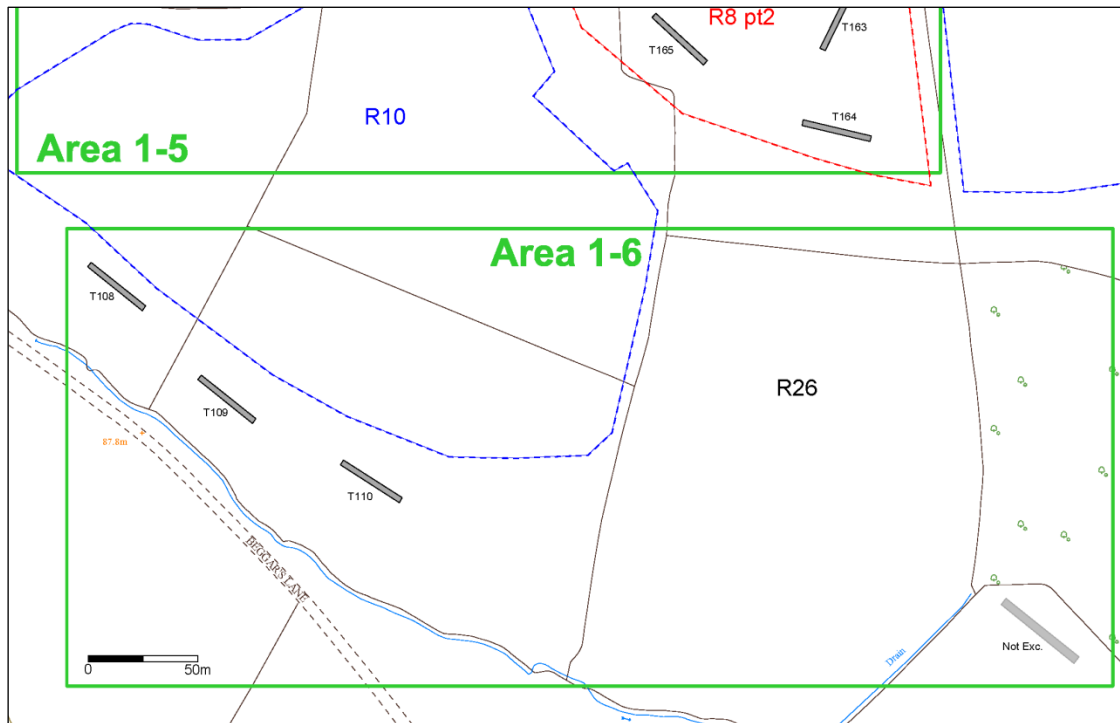 R8 pt2
T163
T165
R10
T164
Area 1-5
Area 1-6
T108
R26
T109
87.8m
T110
BEGGAR'S LANE
Not Exc.
Drain
0
50m